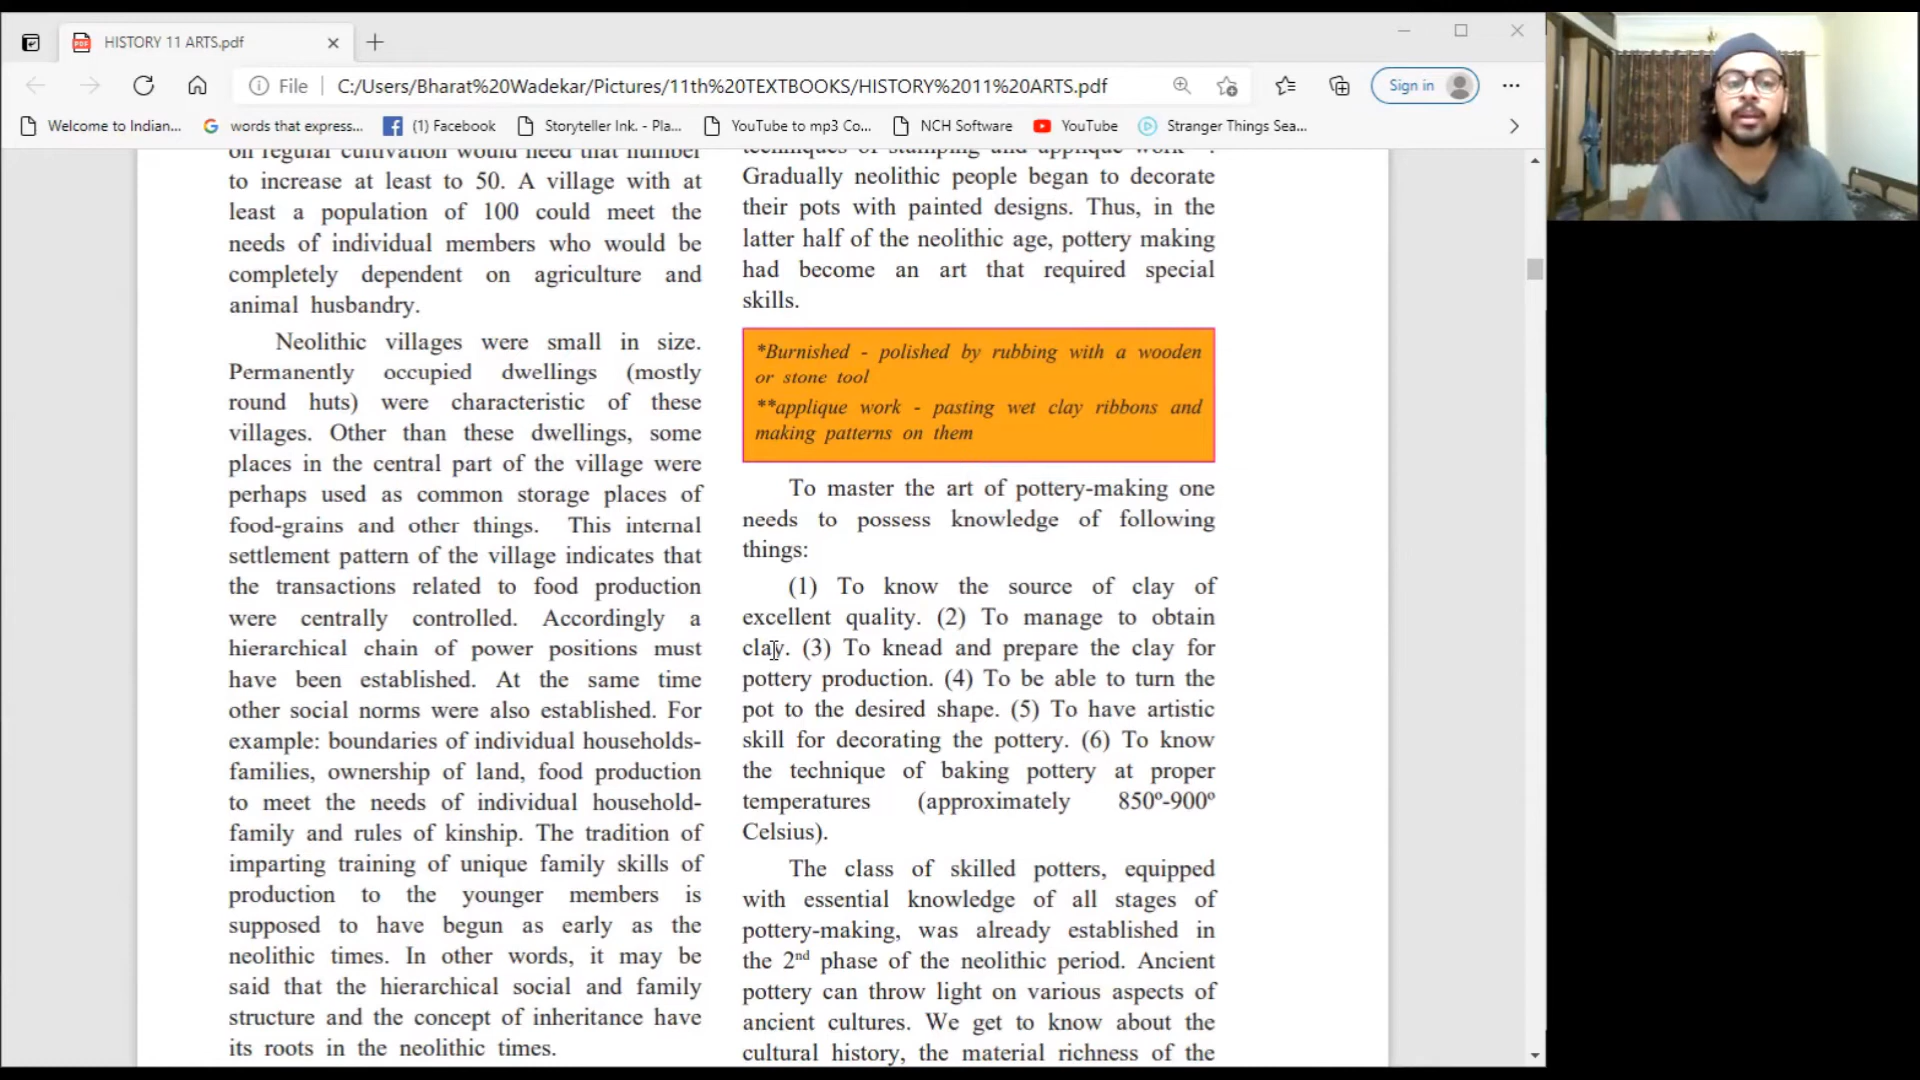 HISTORY 11 ARTS.pdf
File
C:/Users/Bharat%20Wadekar/Pictures/11th%20TEXTBOOKS/HISTORY%2011%20ARTS.pdf
Sign in
Welcome to Indian...
words that express...
(1) Facebook
Storyteller Ink. - Pla...
YouTube to mp3 Co...
NCH Software
YouTube
Stranger Things Sea...
on regular cultivation would need that number
to increase at least to 50. A village with at
least a population of 100 could meet the
needs of individual members who would be
completely dependent on agriculture and
animal husbandry.
Neolithic villages were small in size.
Permanently occupied dwellings (mostly
round huts) were characteristic of these
villages. Other than these dwellings, some
places in the central part of the village were
perhaps used as common storage places of
food-grains and other things. This internal
settlement pattern of the village indicates that
the transactions related to food production
were centrally controlled. Accordingly a
hierarchical chain of power positions must
have been established. At the same time
other social norms were also established. For
example: boundaries of individual households-
families, ownership of land, food production
to meet the needs of individual household-
family and rules of kinship. The tradition of
imparting training of unique family skills of
production to the younger members is
supposed to have begun as early as the
neolithic times. In other words, it may be
said that the hierarchical social and family
structure and the concept of inheritance have
its roots in the neolithic times.
techniques of stamping and applique work**.
Gradually neolithic people began to decorate
their pots with painted designs. Thus, in the
latter half of the neolithic age, pottery making
had become an art that required special
skills.
*Burnished - polished by rubbing with a wooden
or stone tool
**applique work - pasting wet clay ribbons and
making patterns on them
To master the art of pottery-making one
needs to possess knowledge of following
things:
(1) To know the source of clay of
excellent quality. (2) To manage to obtain
clay. (3) To knead and prepare the clay for
pottery production. (4) To be able to turn the
pot to the desired shape. (5) To have artistic
skill for decorating the pottery. (6) To know
the technique of baking pottery at proper
temperatures (approximately 850º-900º
Celsius).
The class of skilled potters, equipped
with essential knowledge of all stages of
pottery-making, was already established in
the 2nd phase of the neolithic period. Ancient
pottery can throw light on various aspects of
ancient cultures. We get to know about the
cultural history, the material richness of the